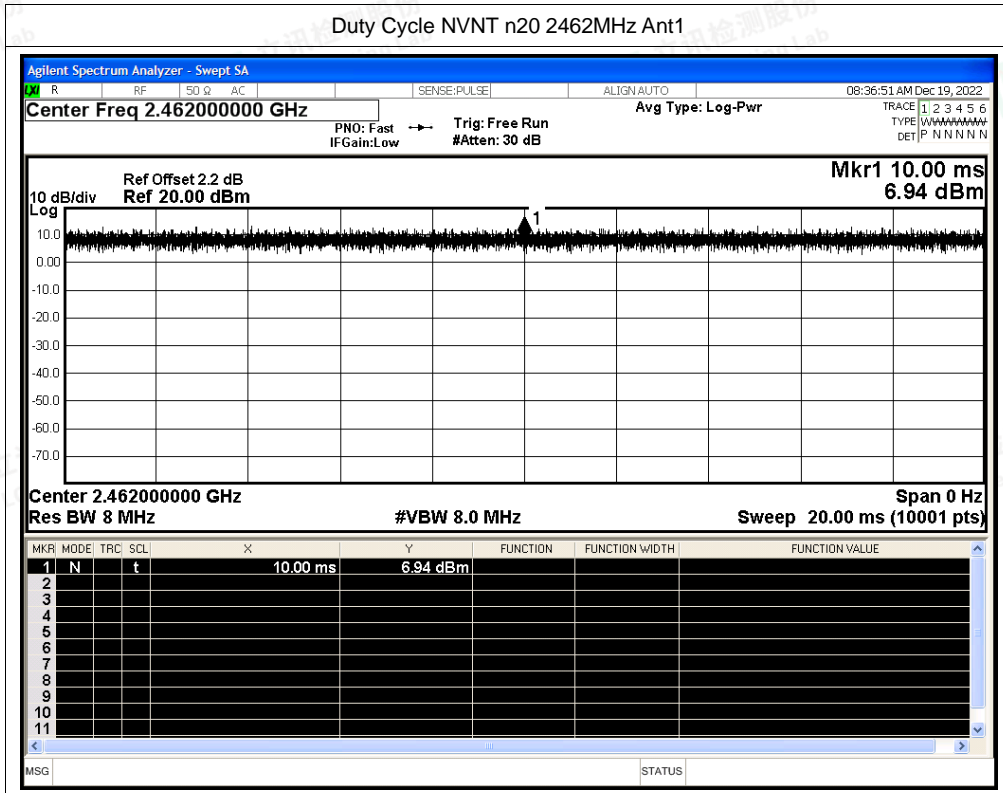 Duty Cycle NVNT n20 2462MHz Ant1
Agilent Spectrum Analyzer - Swept SA
LXI R RF 50 Ω AC SENSE:PULSE ALIGN AUTO 08:36:51 AM Dec 19, 2022
Center Freq 2.462000000 GHz Avg Type: Log-Pwr TRACE 1 2 3 4 5 6
PNO: Fast Trig: Free Run TYPE WWWWWWW
IFGain:Low #Atten: 30 dB DET P N N N N N
Mkr1 10.00 ms
Ref Offset 2.2 dB
10 dB/div Ref 20.00 dBm 6.94 dBm
Log
1
10.0
0.00
-10.0
-20.0
-30.0
-40.0
-50.0
-60.0
-70.0
Center 2.462000000 GHz Span 0 Hz
Res BW 8 MHz #VBW 8.0 MHz Sweep 20.00 ms (10001 pts)
MKR MODE TRC SCL X Y FUNCTION FUNCTION WIDTH FUNCTION VALUE
1 N t 10.00 ms 6.94 dBm
2
3
4
5
6
7
8
9
10
11
MSG STATUS